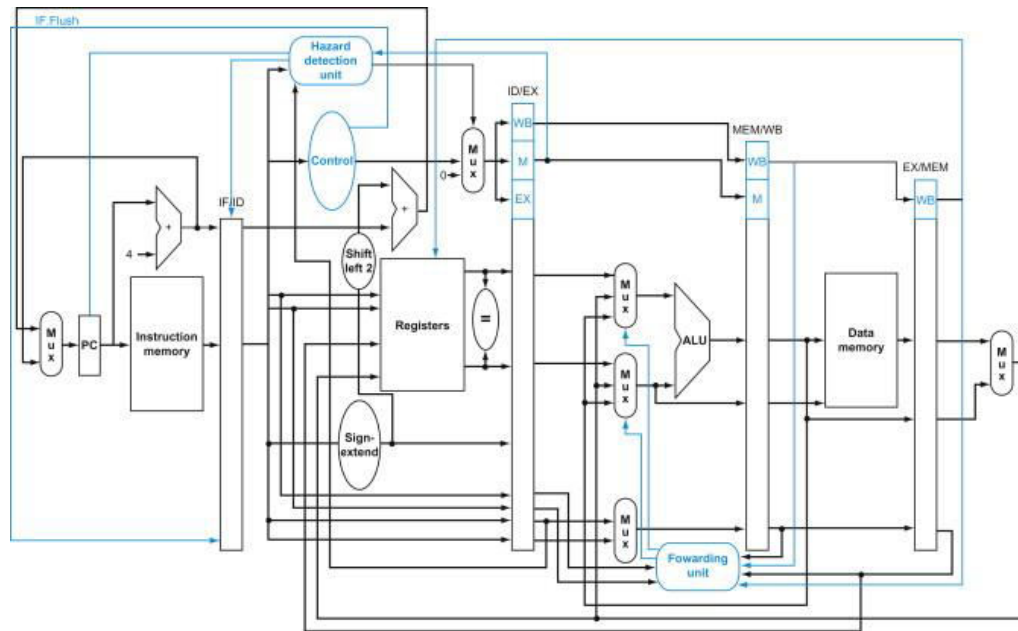 IF.Flush
Hazard
detection
unit
ID/EX
WB
MEM/WB
Control
M
u
x
M
WB
EX/MEM
0
EX
M
WB
IF/ID
+
+
4
Shift
left 2
M
u
x
M
u
x
PC
Instruction
memory
Registers
=
ALU
Data
memory
M
u
x
M
u
x
Sign-
extend
M
u
x
Fowarding
unit